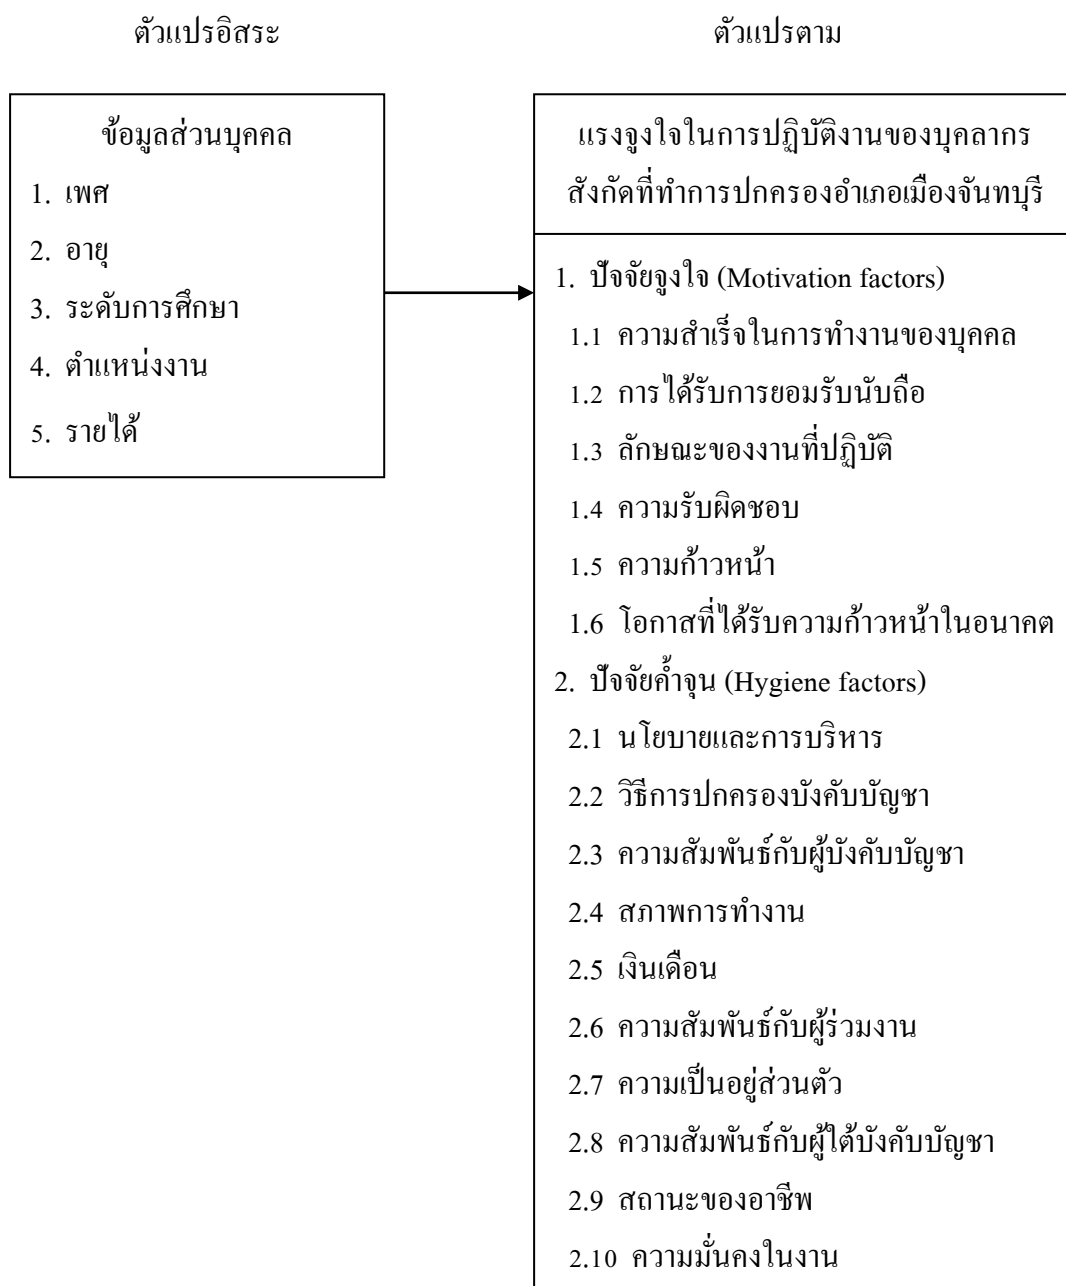 ตัวแปรอิสระ
ตัวแปรตาม
ข้อมูลส่วนบุคคล
1. เพศ
2. อายุ
3. ระดับการศึกษา
4. ตำแหน่งงาน
5. รายได้
แรงจูงใจในการปฏิบัติงานของบุคลากร
สังกัดที่ทำการปกครองอำเภอเมืองจันทบุรี
1. ปัจจัยจูงใจ (Motivation factors)
1.1 ความสำเร็จในการทำงานของบุคคล
1.2 การได้รับการยอมรับนับถือ
1.3 ลักษณะของงานที่ปฏิบัติ
1.4 ความรับผิดชอบ
1.5 ความก้าวหน้า
1.6 โอกาสที่ได้รับความก้าวหน้าในอนาคต
2. ปัจจัยค้ำจุน (Hygiene factors)
2.1 นโยบายและการบริหาร
2.2 วิธีการปกครองบังคับบัญชา
2.3 ความสัมพันธ์กับผู้บังคับบัญชา
2.4 สภาพการทำงาน
2.5 เงินเดือน
2.6 ความสัมพันธ์กับผู้ร่วมงาน
2.7 ความเป็นอยู่ส่วนตัว
2.8 ความสัมพันธ์กับผู้ใต้บังคับบัญชา
2.9 สถานะของอาชีพ
2.10 ความมั่นคงในงาน